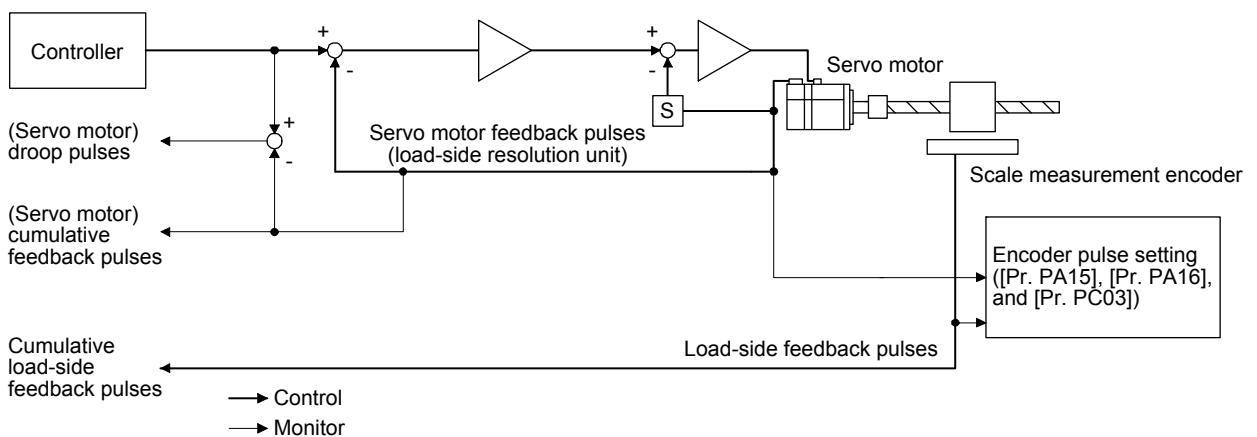 Controller
+
-
+
-
Servo motor
S
(Servo motor)
droop pulses
+
-
Servo motor feedback pulses
(load-side resolution unit)
Scale measurement encoder
(Servo motor)
cumulative
feedback pulses
Encoder pulse setting
([Pr. PA15], [Pr. PA16],
and [Pr. PC03])
Cumulative
load-side
feedback pulses
Load-side feedback pulses
Control
Monitor